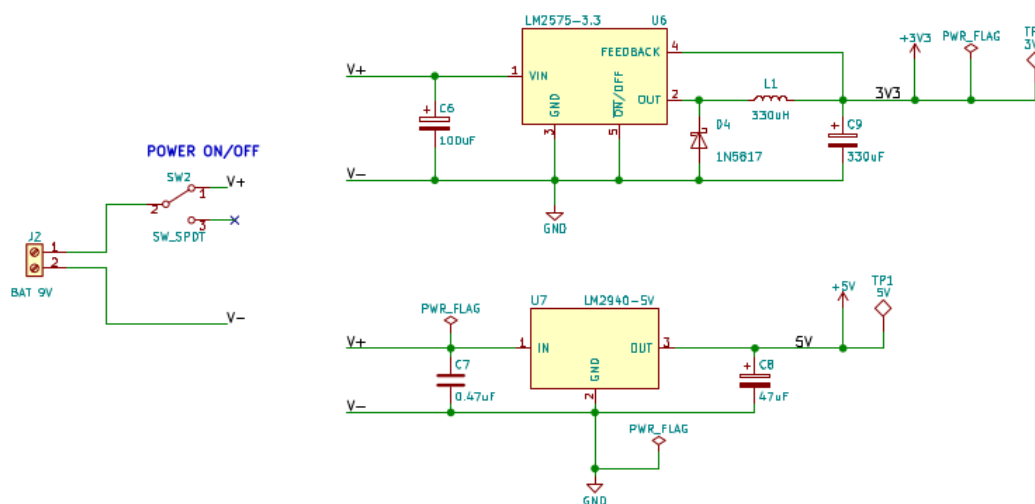 LM2575-3.3
U6
FEEDBACK
4
V+
1
VIN
GND
ON/OFF
OUT
2
3
5
C6
100uF
V-
GND
L1
330uH
D4
1N5817
3V3
+3V3
PWR_FLAG
C9
330uF
POWER ON/OFF
SW2
1
V+
2
3
SW_SPDT
J2
1
2
BAT 9V
V-
PWR_FLAG
U7
LM2940-5V
V+
1
IN
OUT
3
GND
2
C7
0.47uF
V-
PWR_FLAG
GND
5V
+5V
TP1
5V
C8
47uF